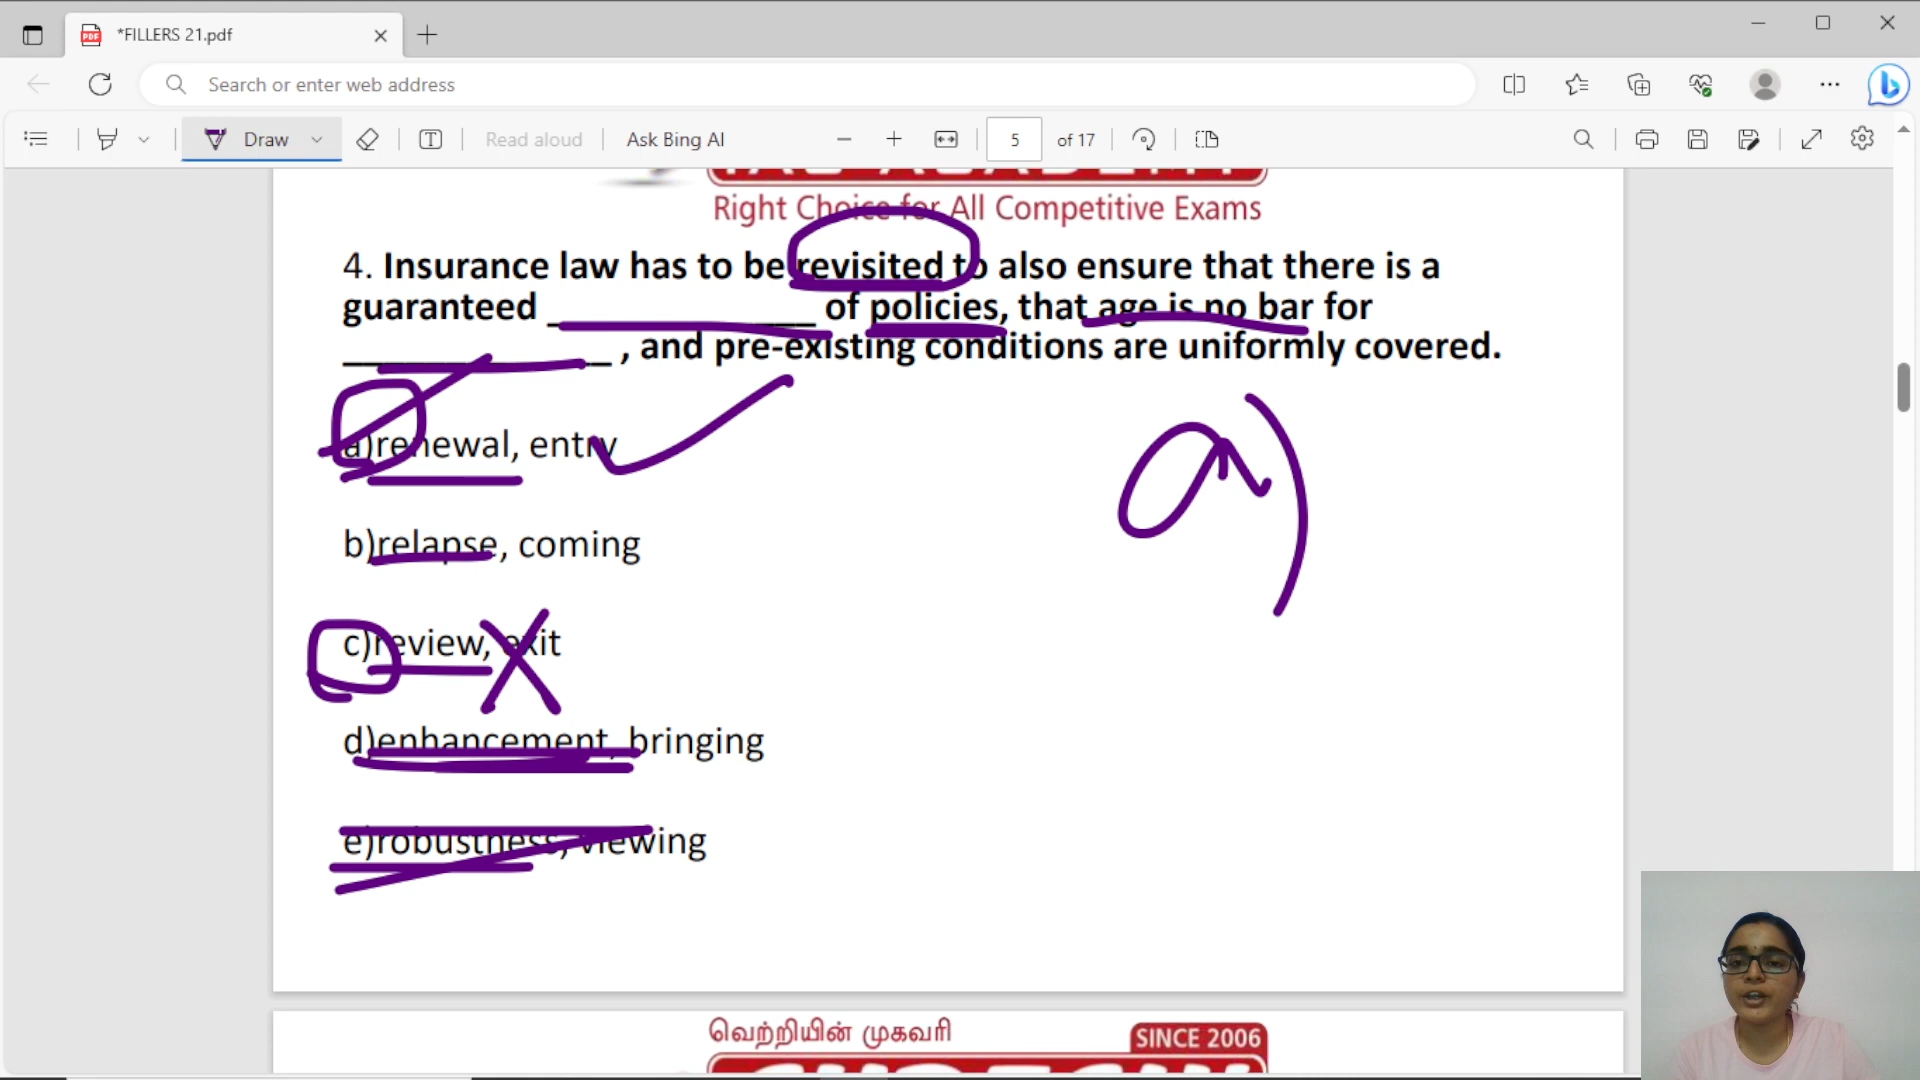 *FILLERS 21.pdf
Search or enter web address
Draw
Read aloud
Ask Bing AI
5
of 17
Right Choice for All Competitive Exams
4. Insurance law has to be revisited to also ensure that there is a
guaranteed ______________ of policies, that age is no bar for
______________ , and pre-existing conditions are uniformly covered.
a)renewal, entry
a)
b)relapse, coming
c)review, exit
d)enhancement, bringing
e)robustness, viewing
வெற்றியின் முகவரி
SINCE 2006